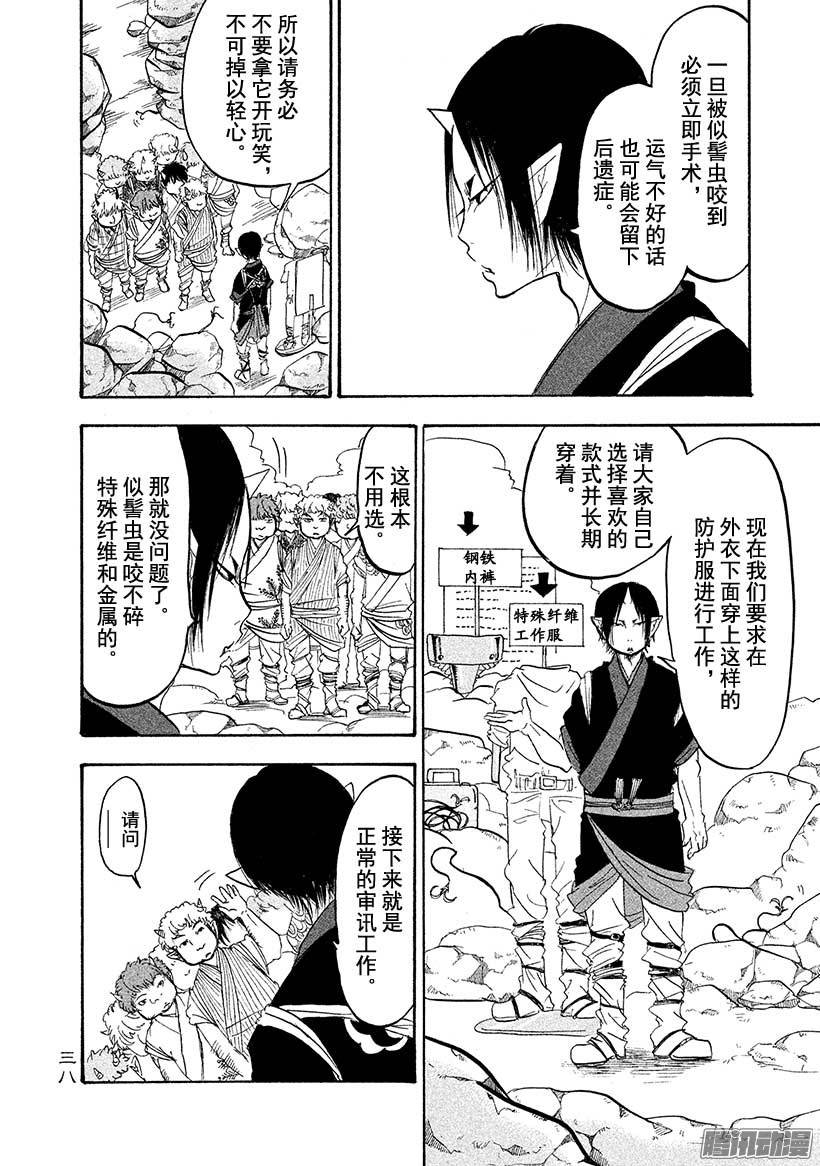 一旦被似髻虫咬到
必须立即手术，
运气不好的话
也可能会留下
后遗症。
所以请务必
不要拿它开玩笑，
不可掉以轻心。
现在我们要求在
外衣下面穿上这样的
防护服进行工作，
请大家自己
选择喜欢的
款式并长期
穿着。
钢铁
内裤
特殊纤维
工作服
这根本
不用选。
那就没问题了。
似髻虫是咬不碎
特殊纤维和金属的。
接下来就是
正常的审讯工作。
请问
——
三八
腾讯动漫